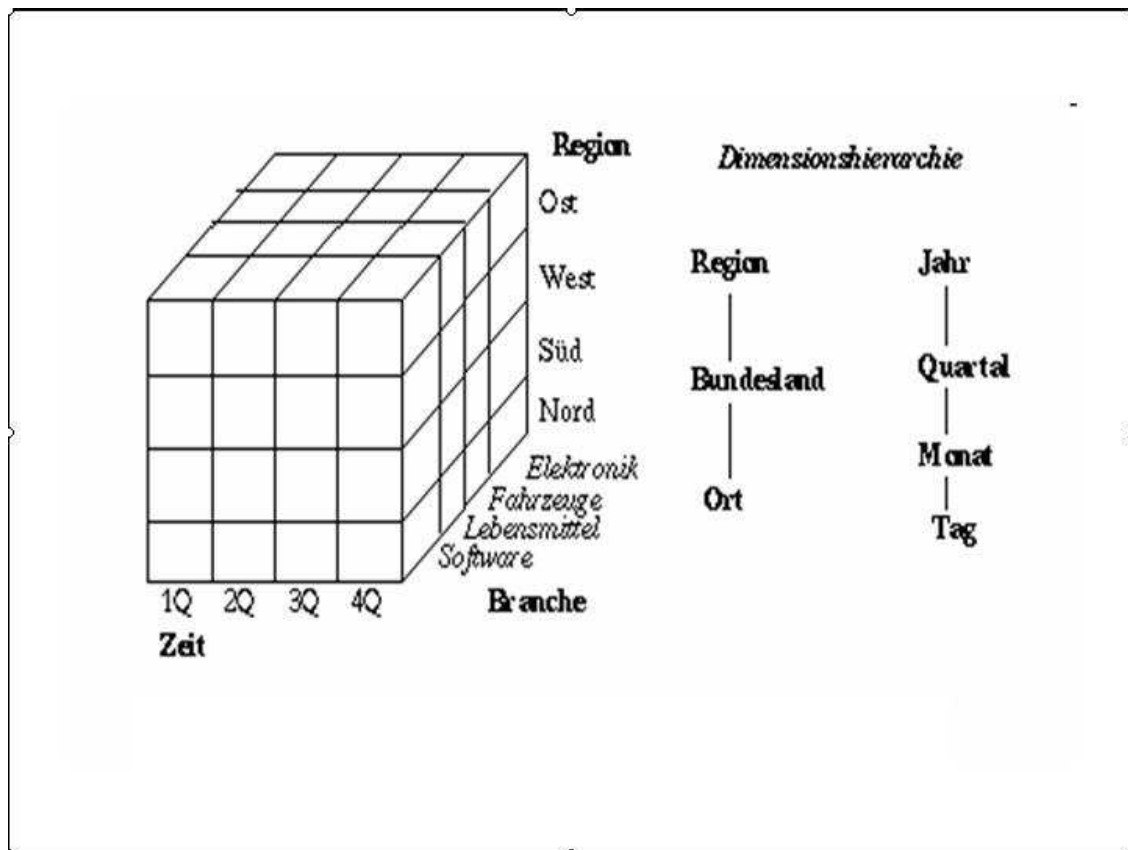 Region
Ost
West
Süd
Nord
Elektronik
Fahrzeuge
Lebensmittel
Software
1Q 2Q 3Q 4Q
Branche
Zeit
Dimensionshierarchie
Region
Bundesland
Ort
Jahr
Quartal
Monat
Tag